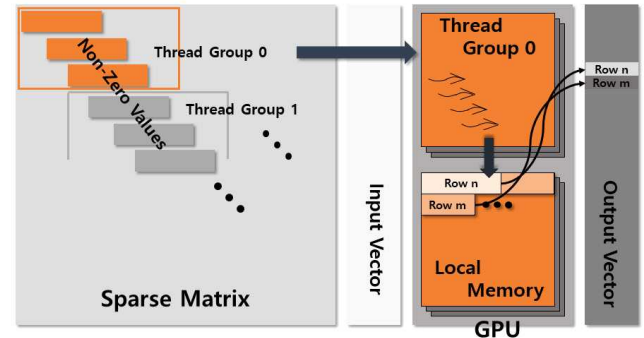 Non-Zero Values
Thread Group 0
Thread Group 1
Sparse Matrix
Input Vector
Thread
Group 0
Row n
Row m
Local
Memory
GPU
Row n
Row m
Output Vector